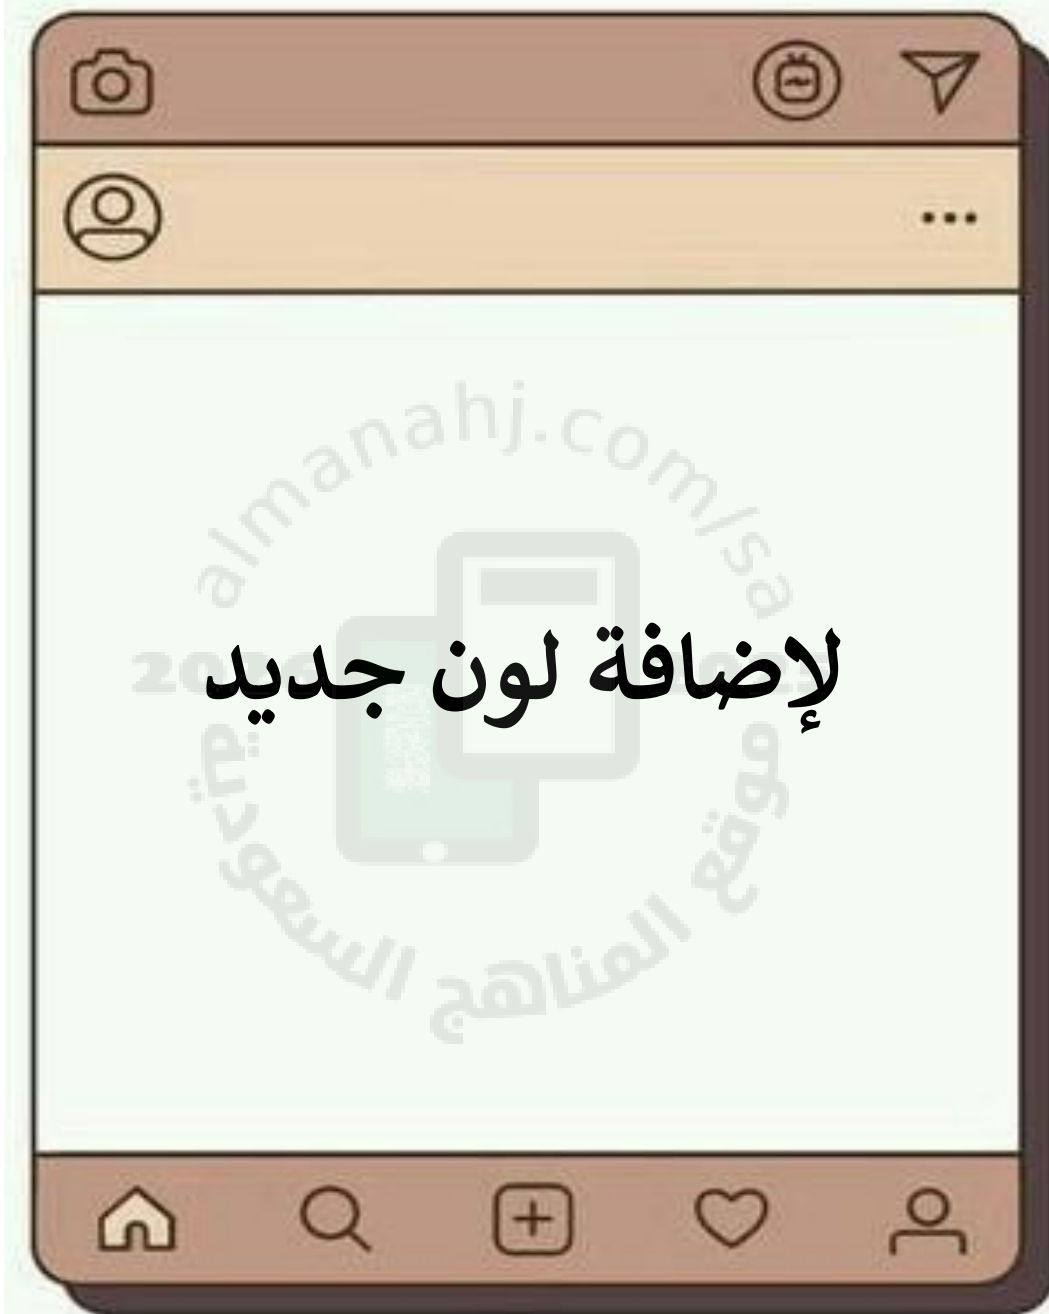 almanahj.com/sa
لإضافة لون جديد
موقع المناهج السعودية